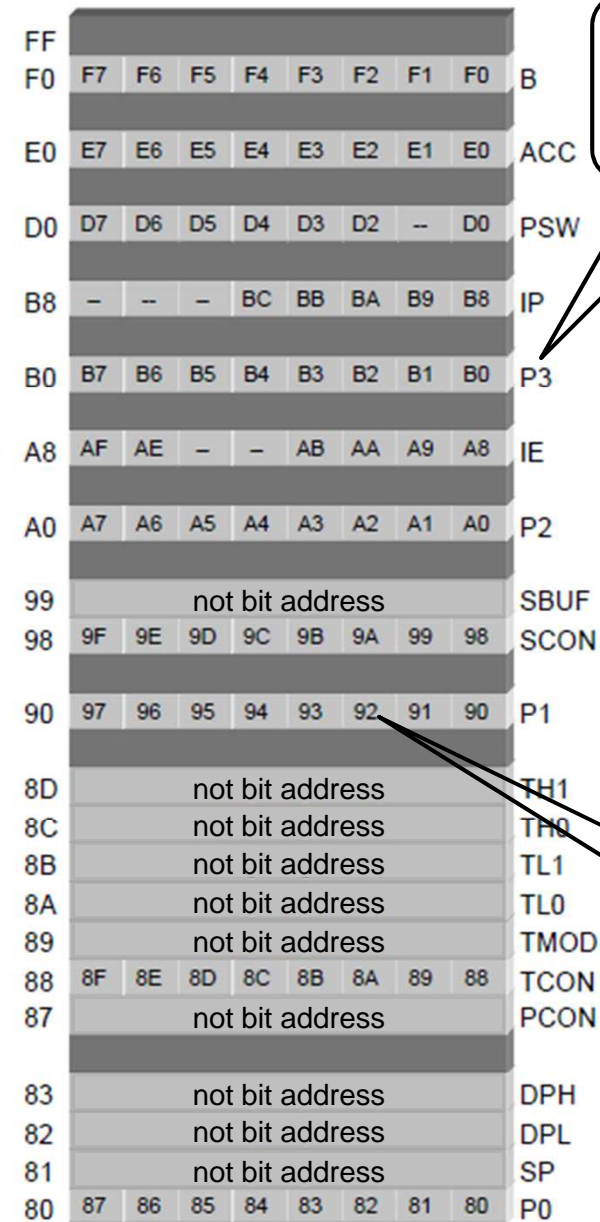 FF
F0 F7 F6 F5 F4 F3 F2 F1 F0 B
E0 E7 E6 E5 E4 E3 E2 E1 E0 ACC
D0 D7 D6 D5 D4 D3 D2 -- D0 PSW
B8 – -- – BC BB BA B9 B8 IP
B0 B7 B6 B5 B4 B3 B2 B1 B0 P3
A8 AF AE – – AB AA A9 A8 IE
A0 A7 A6 A5 A4 A3 A2 A1 A0 P2
99 not bit address SBUF
98 9F 9E 9D 9C 9B 9A 99 98 SCON
90 97 96 95 94 93 92 91 90 P1
8D not bit address TH1
8C not bit address TH0
8B not bit address TL1
8A not bit address TL0
89 not bit address TMOD
88 8F 8E 8D 8C 8B 8A 89 88 TCON
87 not bit address PCON
83 not bit address DPH
82 not bit address DPL
81 not bit address SP
80 87 86 85 84 83 82 81 80 P0